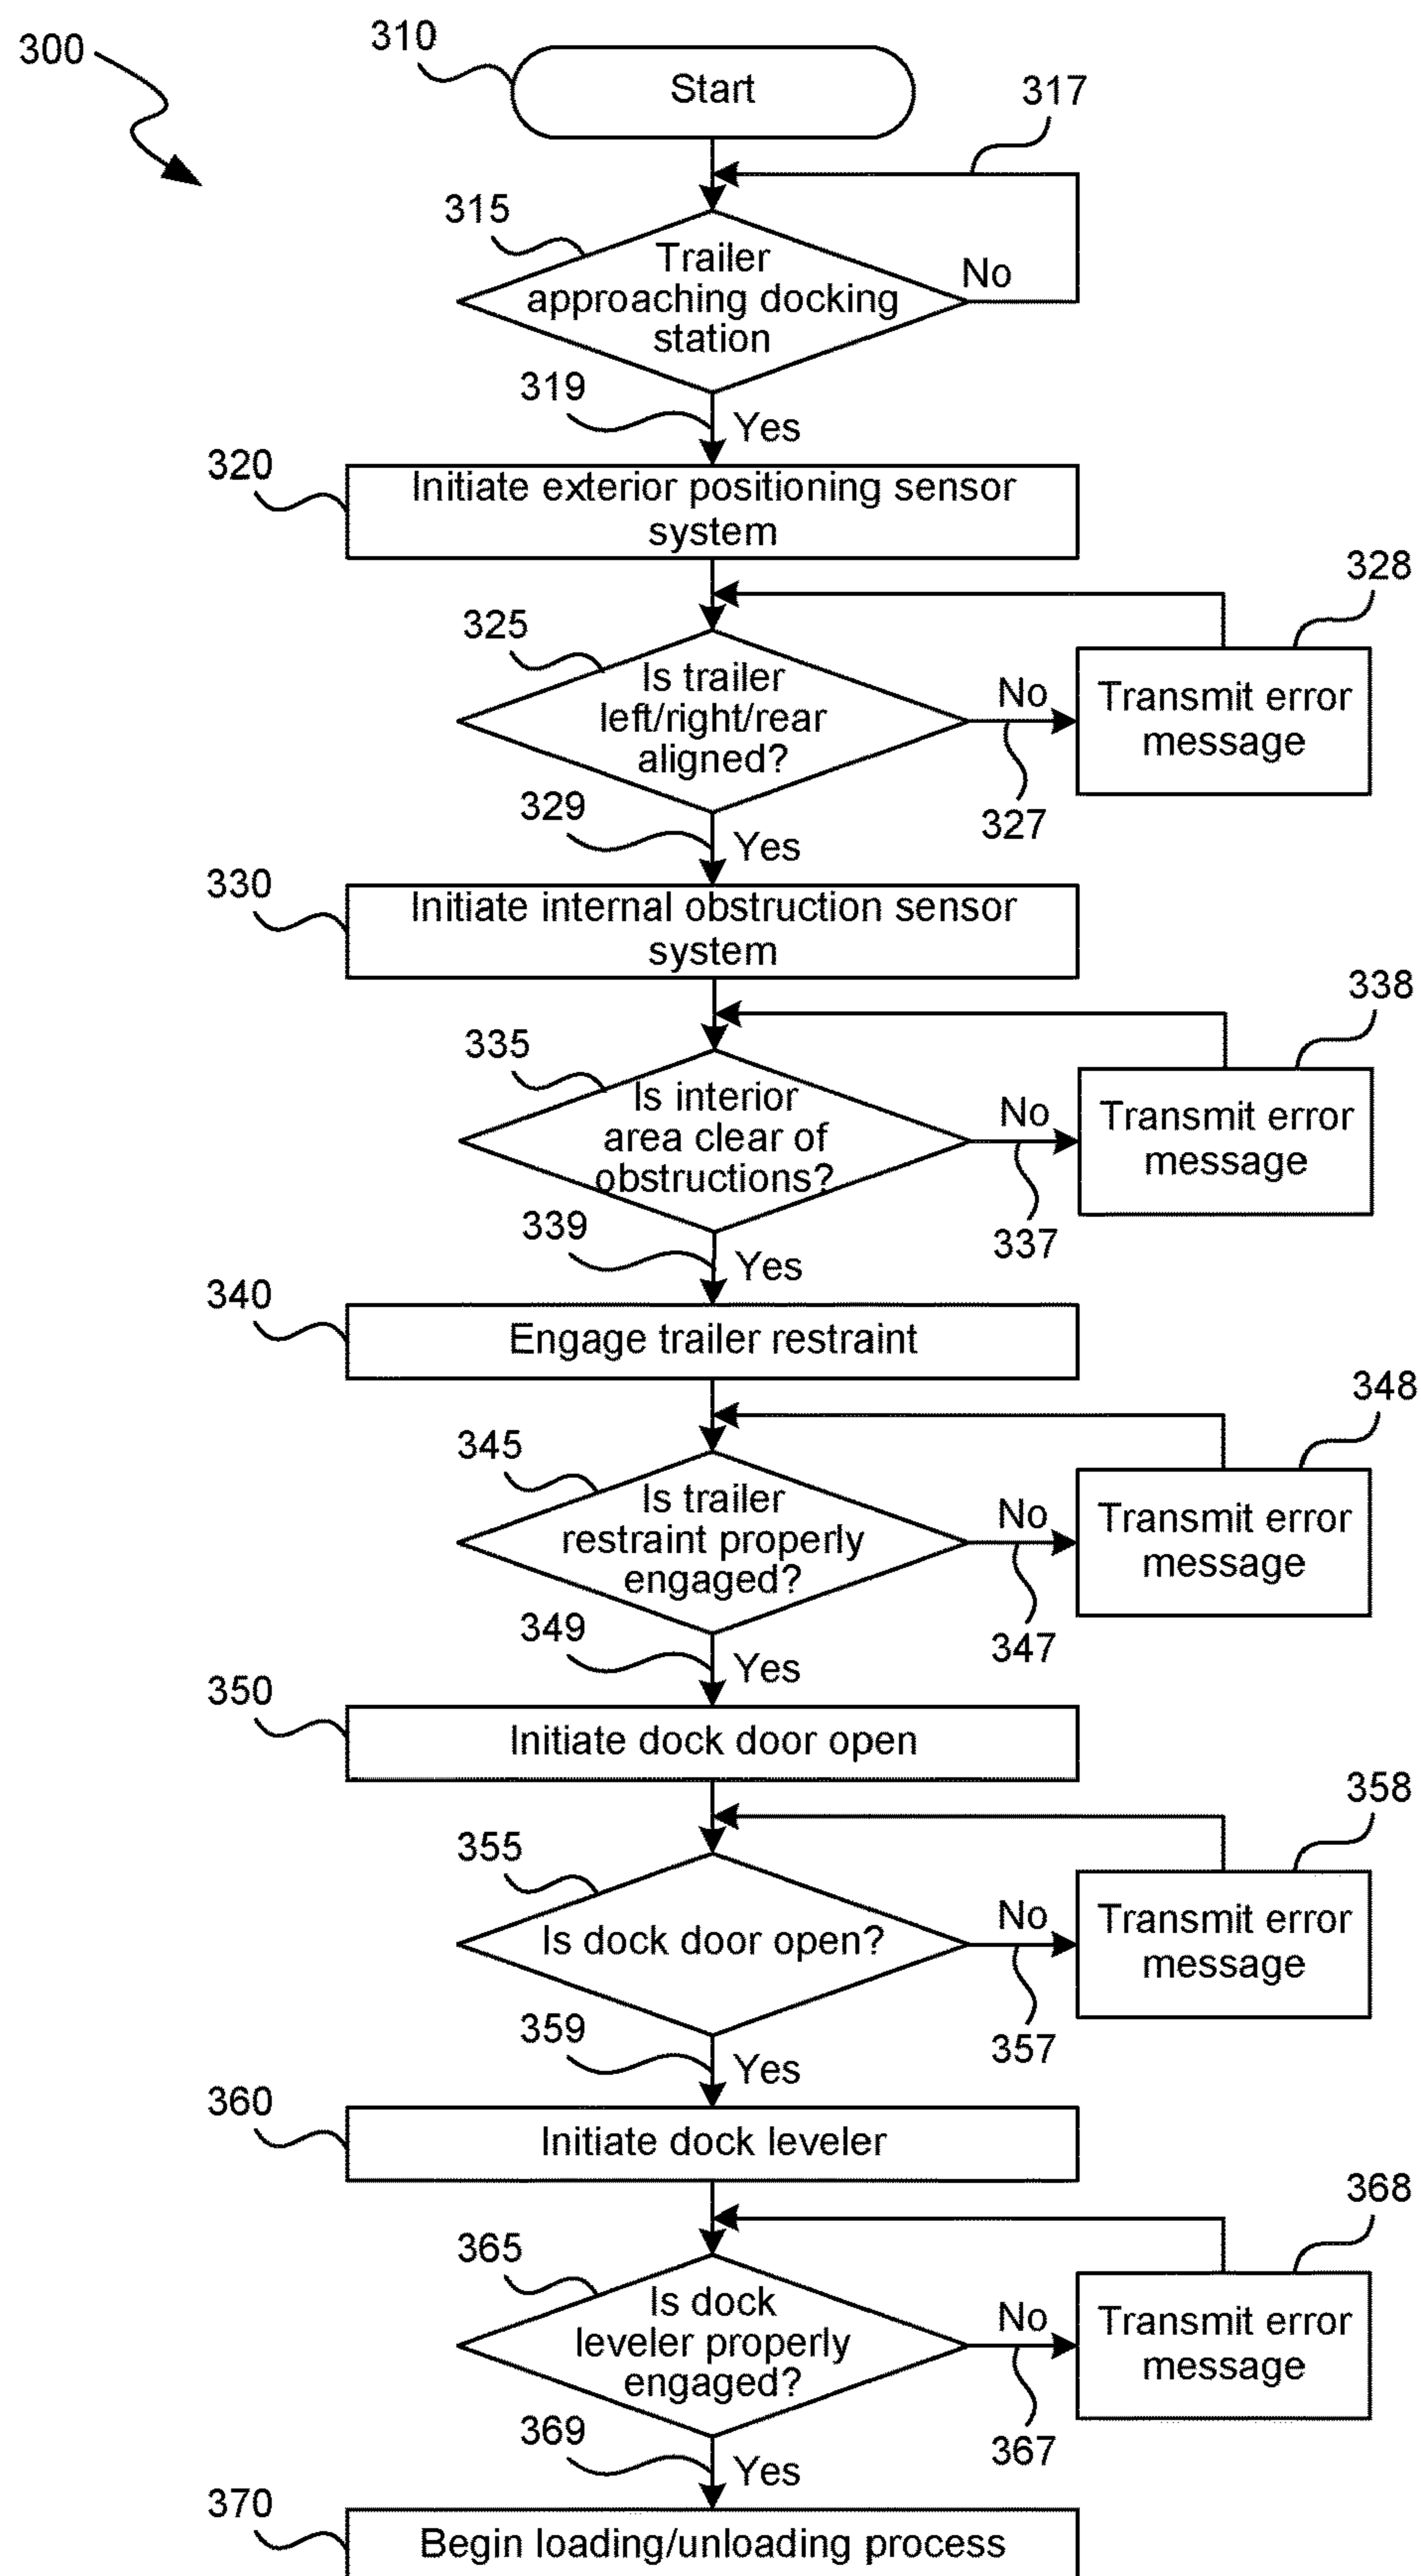 300
310
Start
317
315
Trailer
approaching docking
station
No
319
Yes
320
Initiate exterior positioning sensor
system
328
325
Is trailer
left/right/rear
aligned?
No
Transmit error
message
327
329
Yes
330
Initiate internal obstruction sensor
system
338
335
Is interior
area clear of
obstructions?
No
Transmit error
message
337
339
Yes
340
Engage trailer restraint
348
345
Is trailer
restraint properly
engaged?
No
Transmit error
message
347
349
Yes
350
Initiate dock door open
358
355
Is dock door open?
No
Transmit error
message
357
359
Yes
360
Initiate dock leveler
368
365
Is dock
leveler properly
engaged?
No
Transmit error
message
367
369
Yes
370
Begin loading/unloading process